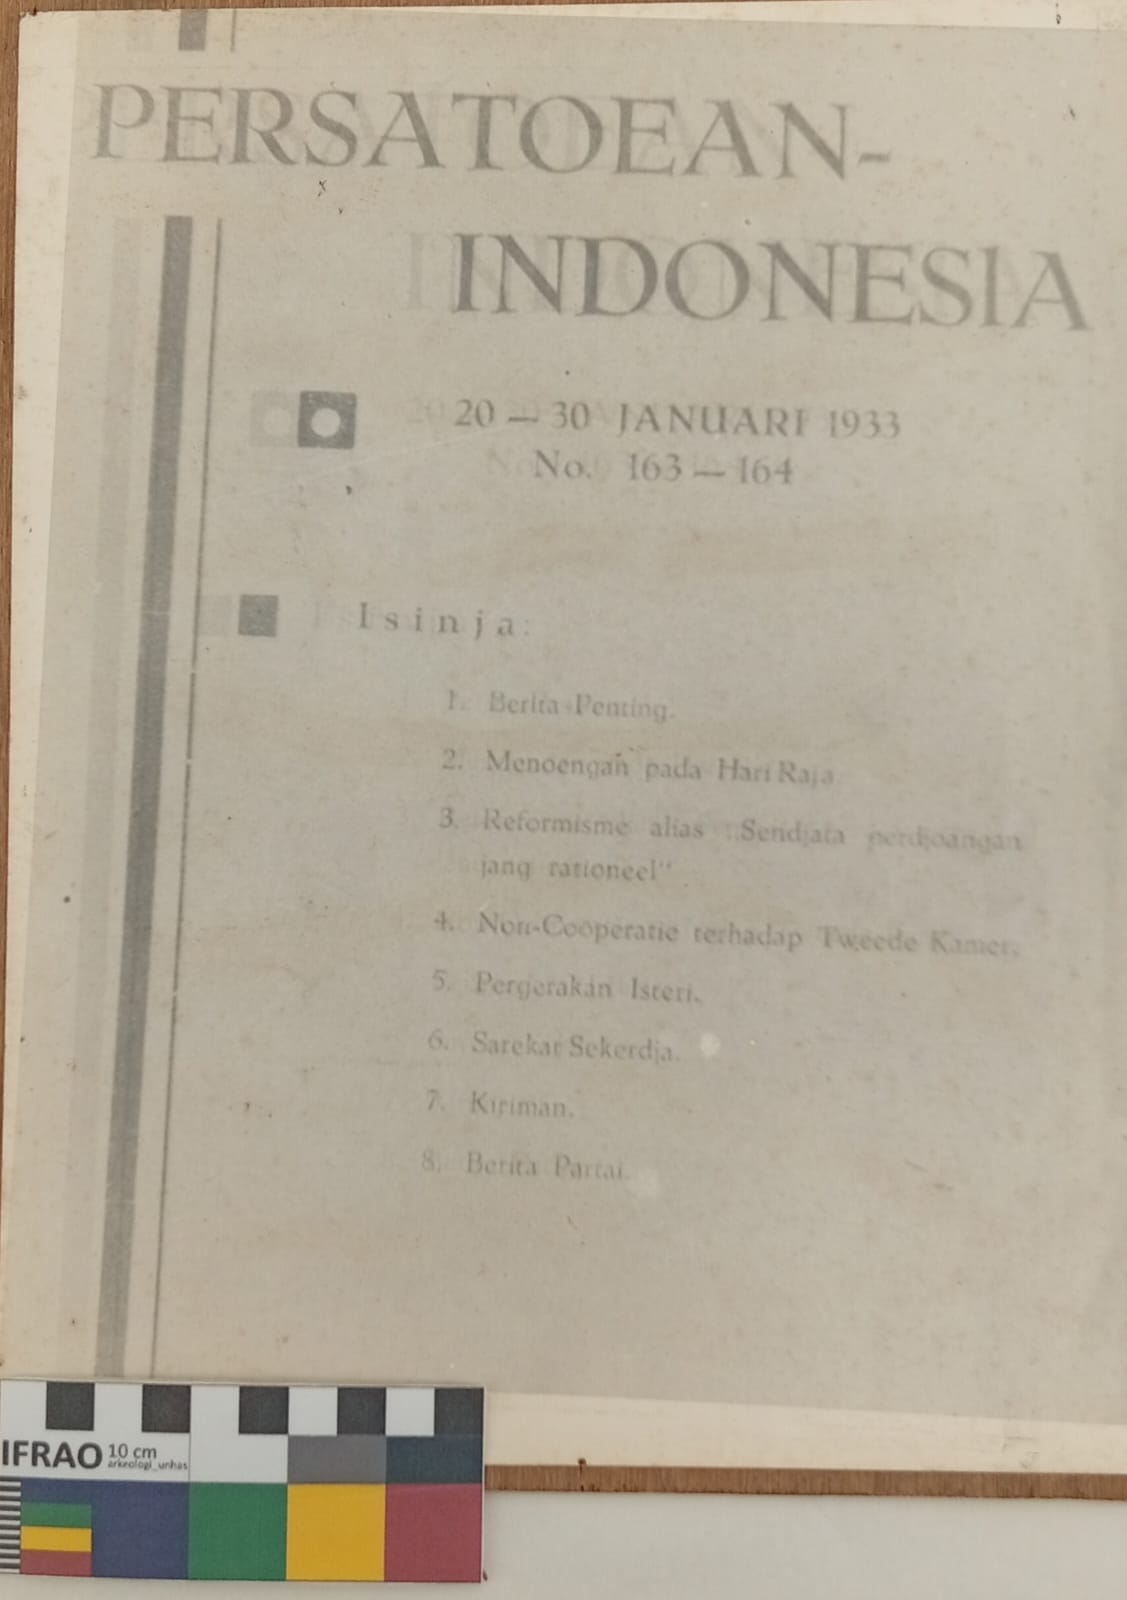 PERSATOEAN-
INDONESIA
20 — 30 JANUARI 1933
No. 163 — 164
Isinja:
1. Berita Penting.
2. Menoengan pada Hari Raja
3. Reformisme alias „Sendjata perdjoangan
jang rationeel“
4. Non-Coöperatie terhadap Tweede Kamer.
5. Pergerakan Isteri.
6. Sarekat Sekerdja.
7. Kiriman.
8. Berita Partai.
IFRAO 10 cm
arkeologi_unhas